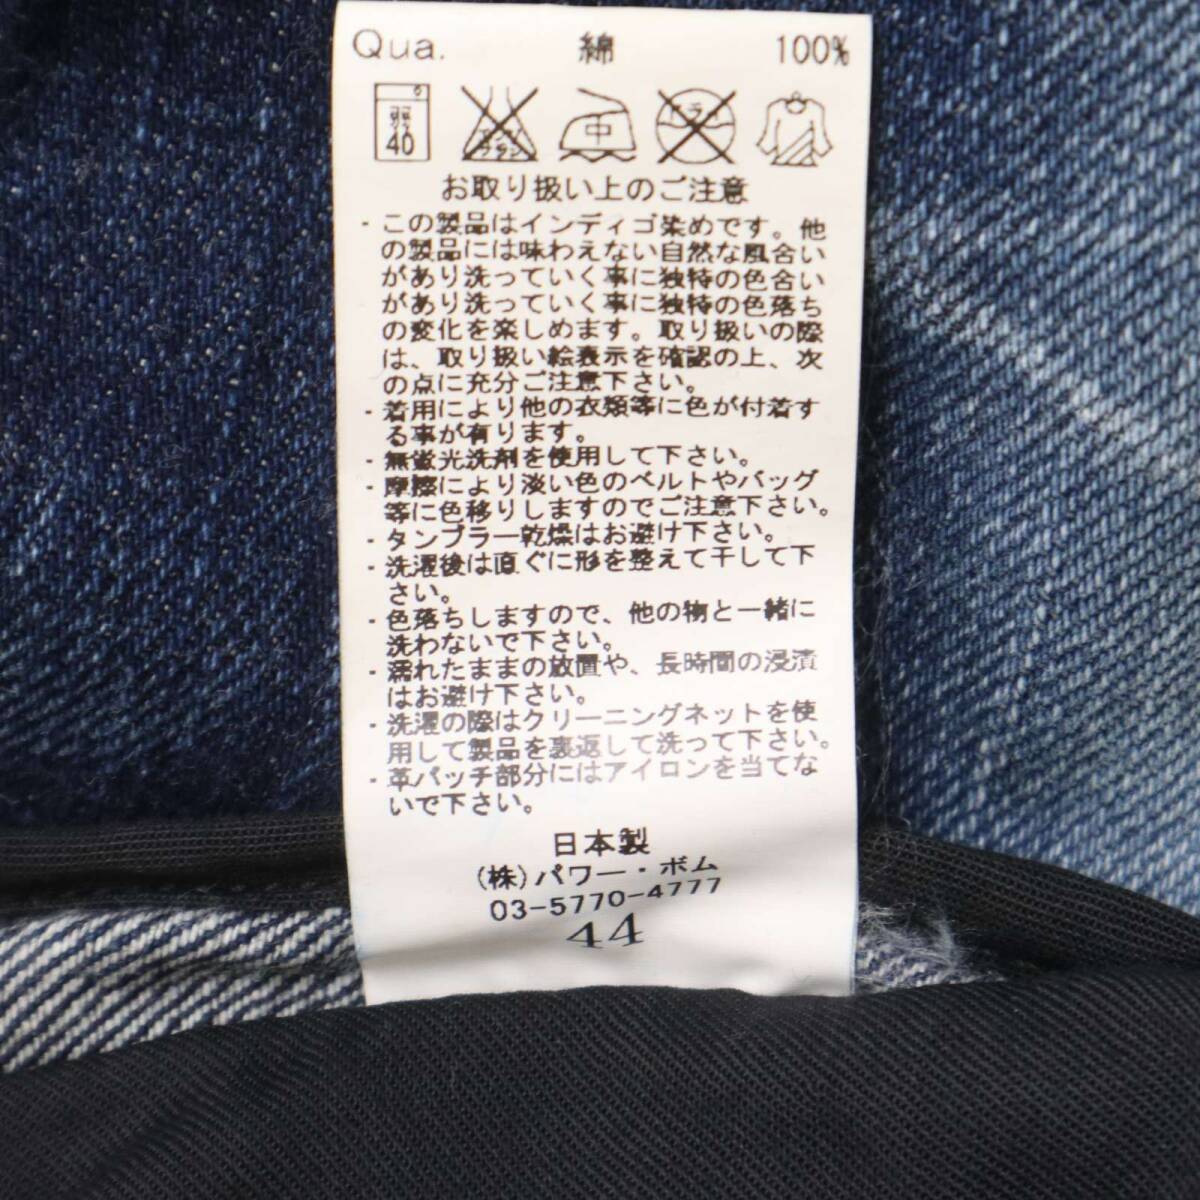 Qua. 綿 100%
弱 40 エンソ サラシ 中 ドライ
お取り扱い上のご注意
・この製品はインディゴ染めです。他
の製品には味わえない自然な風合い
があり洗っていく事に独特の色合い
があり洗っていく事に独特の色落ち
の変化を楽しめます。取り扱いの際
は、取り扱い絵表示を確認の上、次
の点に充分ご注意下さい。
・着用により他の衣類等に色が付着す
る事が有ります。
・無蛍光洗剤を使用して下さい。
・摩擦により淡い色のベルトやバッグ
等に色移りしますのでご注意下さい。
・タンブラー乾燥はお避け下さい。
・洗濯後は直ぐに形を整えて干して下
さい。
・色落ちしますので、他の物と一緒に
洗わないで下さい。
・濡れたままの放置や、長時間の浸漬
はお避け下さい。
・洗濯の際はクリーニングネットを使
用して製品を裏返して洗って下さい。
・革パッチ部分にはアイロンを当てな
いで下さい。
日本製
(株)パワー・ボム
03-5770-4777
44